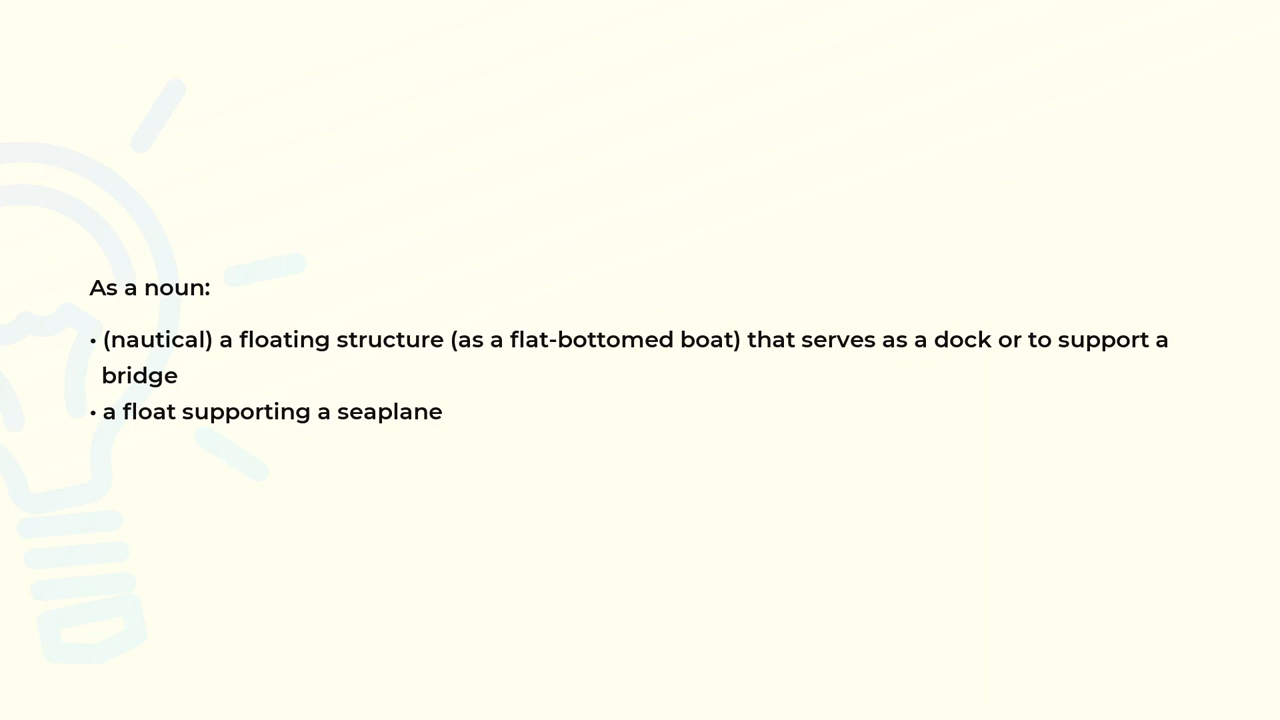 As a noun:
• (nautical) a floating structure (as a flat-bottomed boat) that serves as a dock or to support a
bridge
• a float supporting a seaplane